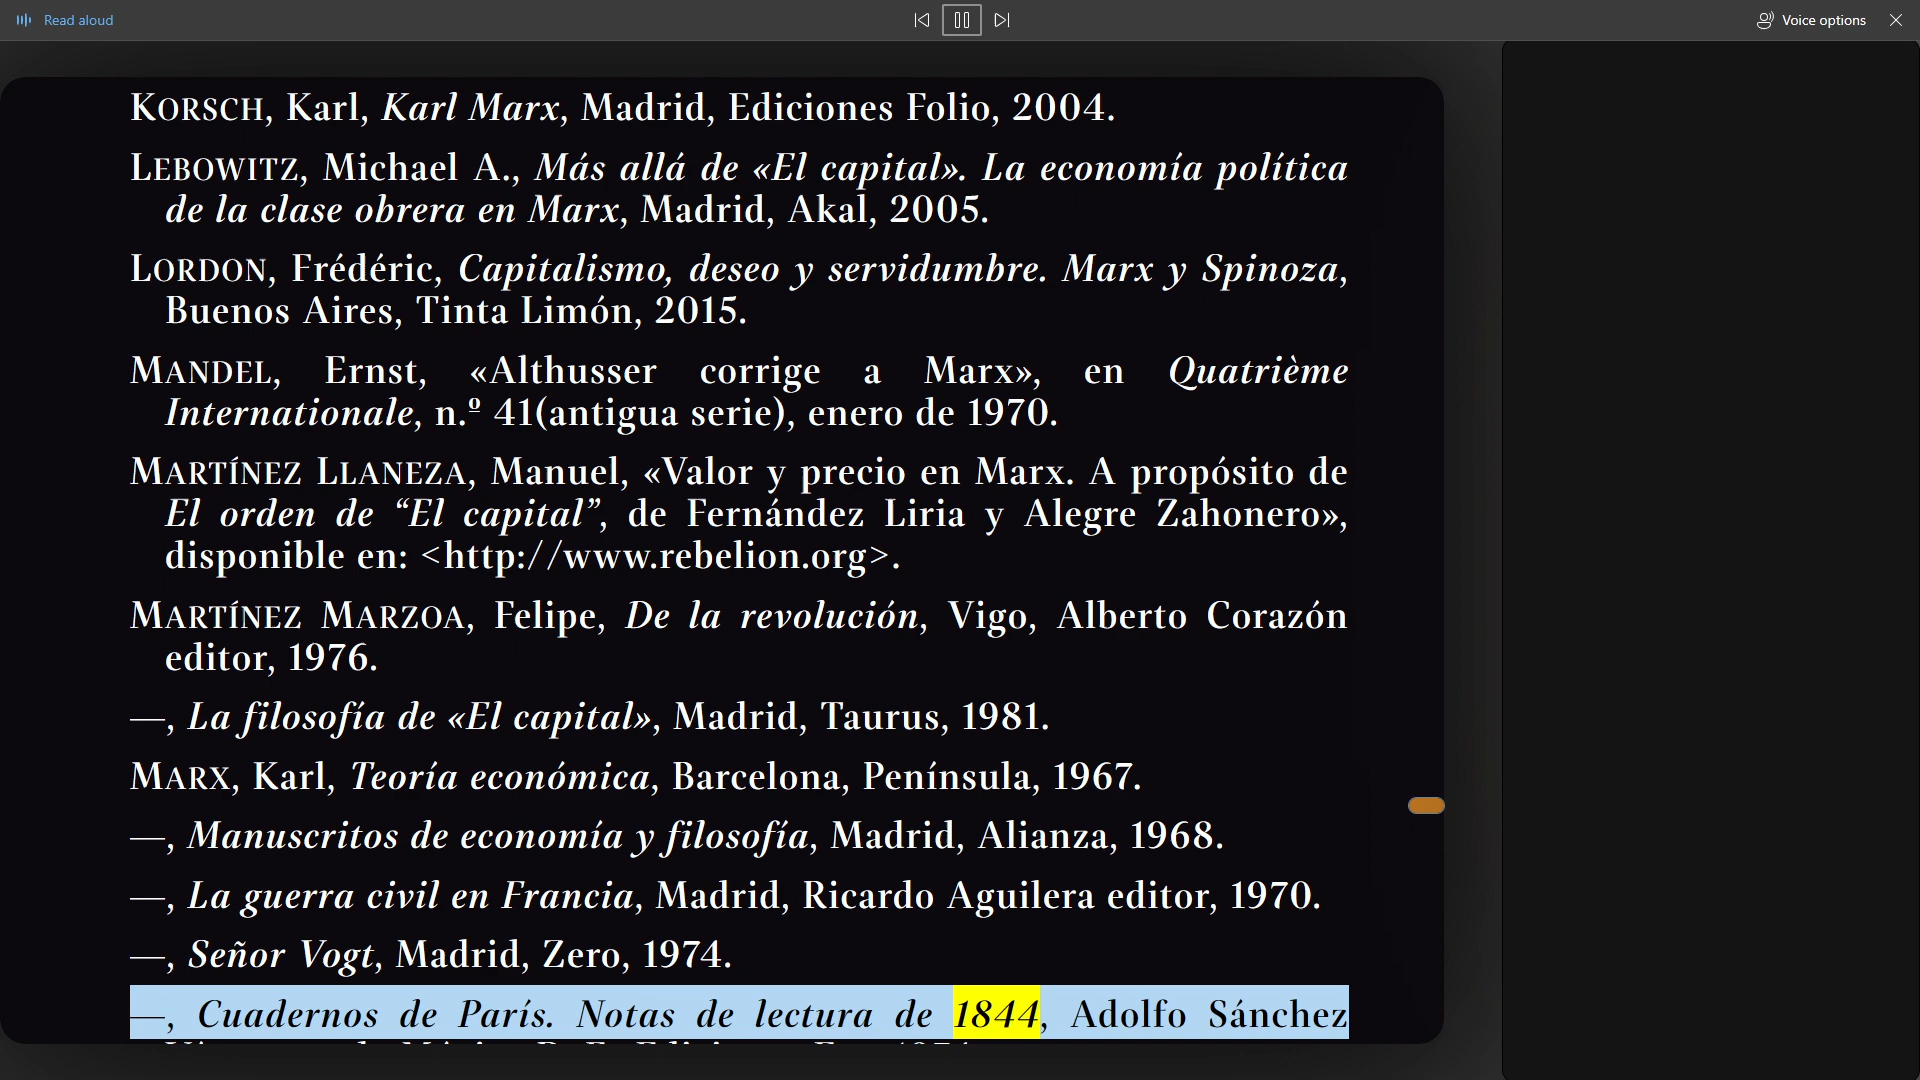 Read aloud
Voice options
KORSCH, Karl, Karl Marx, Madrid, Ediciones Folio, 2004.
LEBOWITZ, Michael A., Más allá de «El capital». La economía política
de la clase obrera en Marx, Madrid, Akal, 2005.
LORDON, Frédéric, Capitalismo, deseo y servidumbre. Marx y Spinoza,
Buenos Aires, Tinta Limón, 2015.
MANDEL, Ernst, «Althusser corrige a Marx», en Quatrième
Internationale, n.º 41(antigua serie), enero de 1970.
MARTÍNEZ LLANEZA, Manuel, «Valor y precio en Marx. A propósito de
El orden de “El capital”, de Fernández Liria y Alegre Zahonero»,
disponible en: <http://www.rebelion.org>.
MARTÍNEZ MARZOA, Felipe, De la revolución, Vigo, Alberto Corazón
editor, 1976.
—, La filosofía de «El capital», Madrid, Taurus, 1981.
MARX, Karl, Teoría económica, Barcelona, Península, 1967.
—, Manuscritos de economía y filosofía, Madrid, Alianza, 1968.
—, La guerra civil en Francia, Madrid, Ricardo Aguilera editor, 1970.
—, Señor Vogt, Madrid, Zero, 1974.
—, Cuadernos de París. Notas de lectura de 1844, Adolfo Sánchez